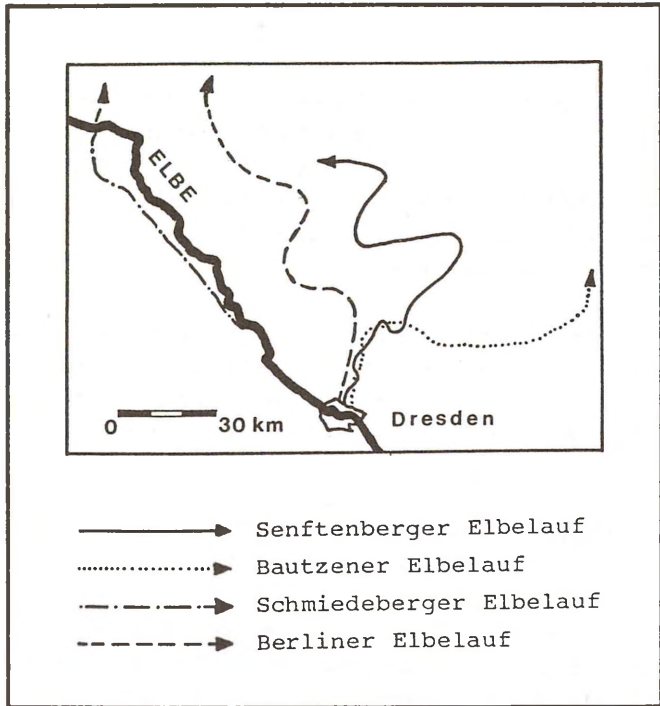 ELBE
Dresden
0 30 km
Senftenberger Elbelauf
Bautzener Elbelauf
Schmiedeberger Elbelauf
Berliner Elbelauf